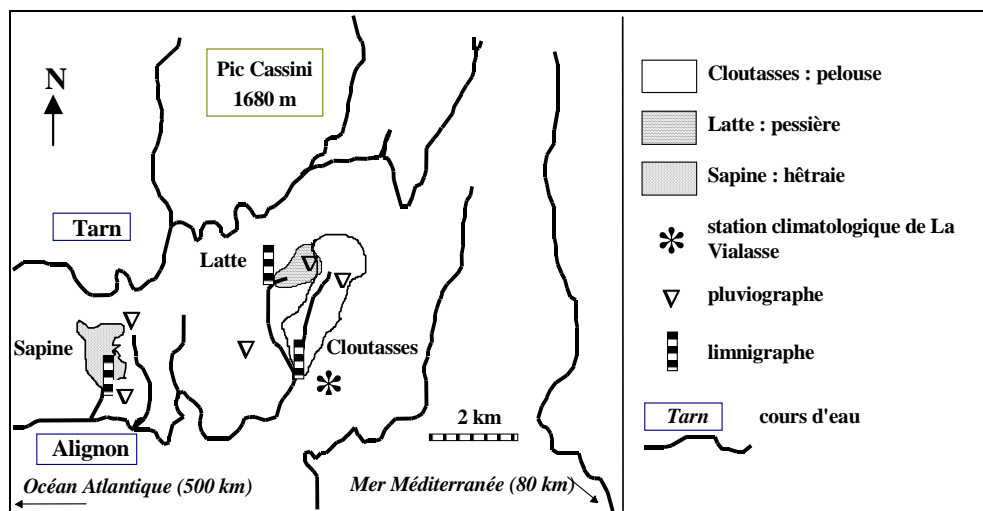 Pic Cassini
1680 m
N
Tarn
Latte
Sapine
Cloutasses
2 km
Alignon
Océan Atlantique (500 km)
Mer Méditerranée (80 km)
Cloutasses : pelouse
Latte : pessière
Sapine : hêtraie
station climatologique de La
Vialasse
pluviographe
limnigraphe
Tarn
cours d'eau